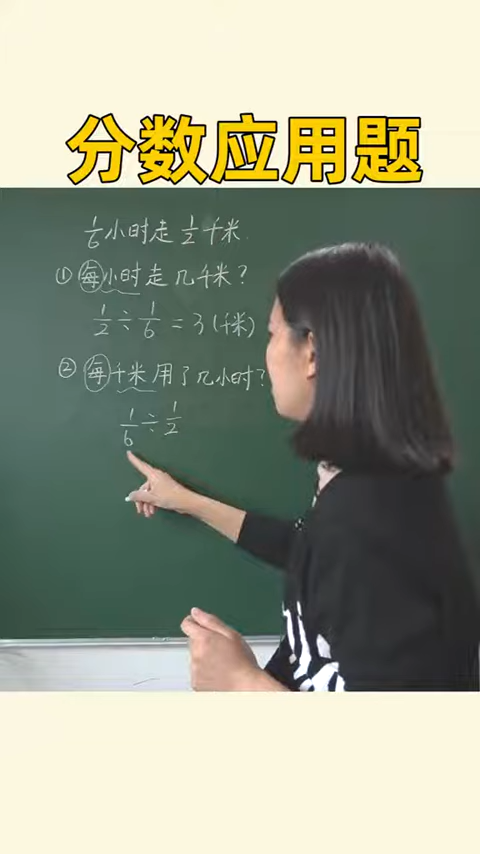 分数应用题
1/6小时走1/2千米.
①每小时走几千米?
1/2÷1/6=3(千米)
②每千米用了几小时?
1/6÷1/2